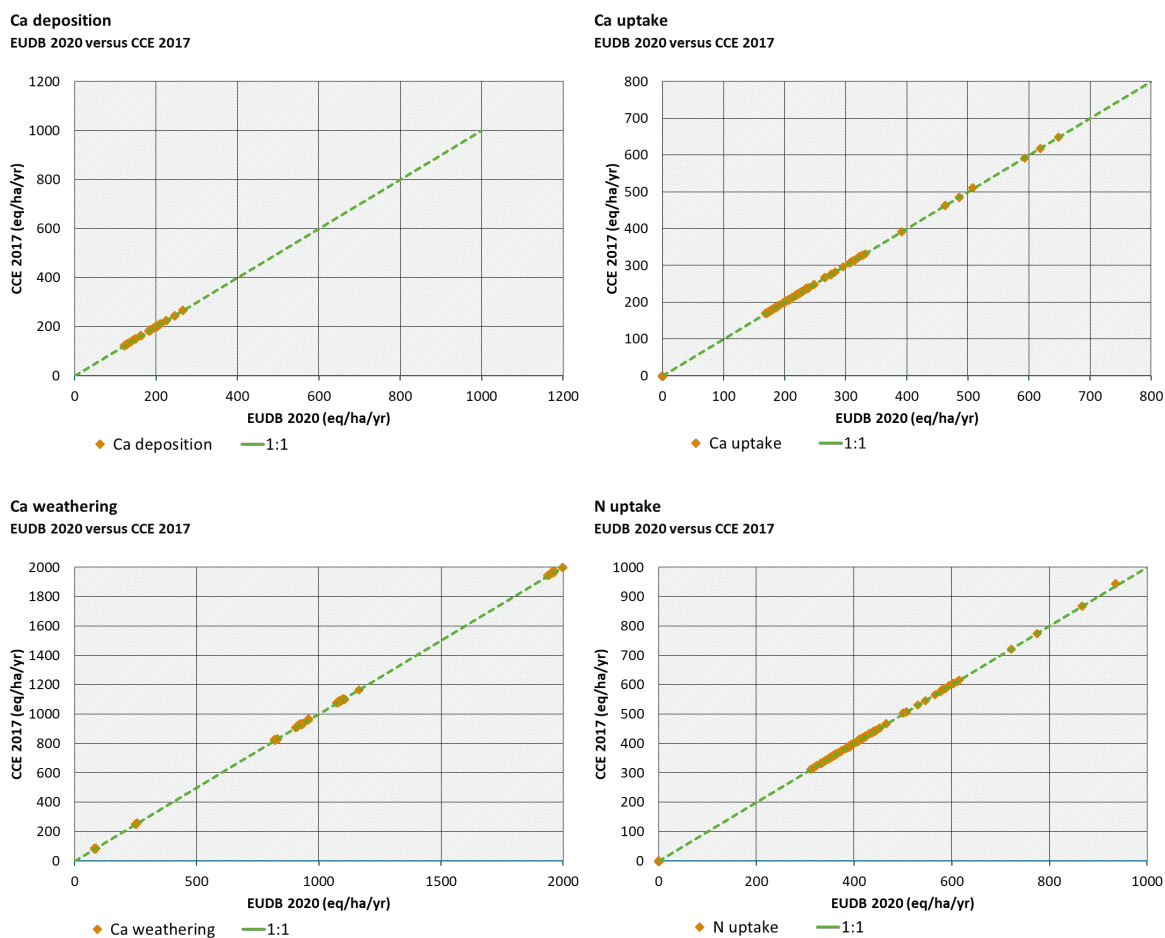 Ca deposition
EUDB 2020 versus CCE 2017
1200
1000
800
600
400
200
0
CCE 2017 (eq/ha/yr)
0 200 400 600 800 1000 1200
EUDB 2020 (eq/ha/yr)
Ca deposition 1:1
Ca uptake
EUDB 2020 versus CCE 2017
800
700
600
500
400
300
200
100
0
CCE 2017 (eq/ha/yr)
0 100 200 300 400 500 600 700 800
EUDB 2020 (eq/ha/yr)
Ca uptake 1:1
Ca weathering
EUDB 2020 versus CCE 2017
2000
1800
1600
1400
1200
1000
800
600
400
200
0
CCE 2017 (eq/ha/yr)
0 500 1000 1500 2000
EUDB 2020 (eq/ha/yr)
Ca weathering 1:1
N uptake
EUDB 2020 versus CCE 2017
1000
900
800
700
600
500
400
300
200
100
0
CCE 2017 (eq/ha/yr)
0 200 400 600 800 1000
EUDB 2020 (eq/ha/yr)
N uptake 1:1